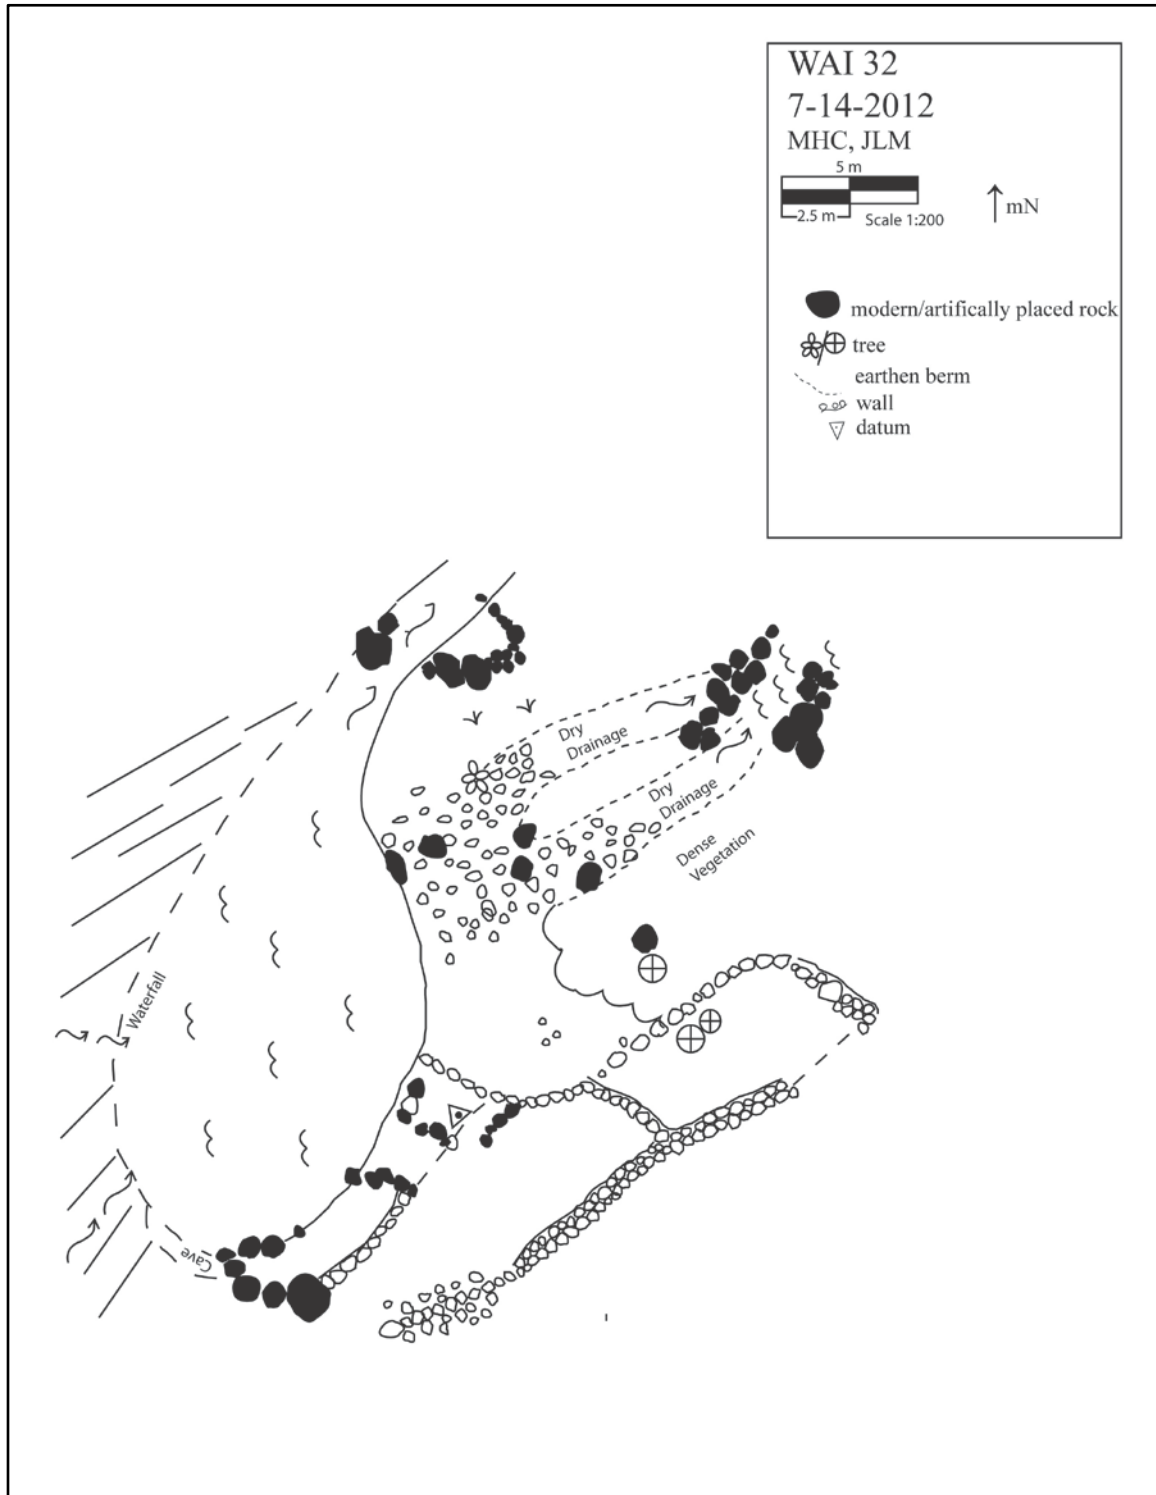 WAI 32
7-14-2012
MHC, JLM
5 m
2.5 m
Scale 1:200
mN
modern/artifically placed rock
tree
earthen berm
wall
datum
Dry
Drainage
Dry
Drainage
Dense
Vegetation
Waterfall
Cave